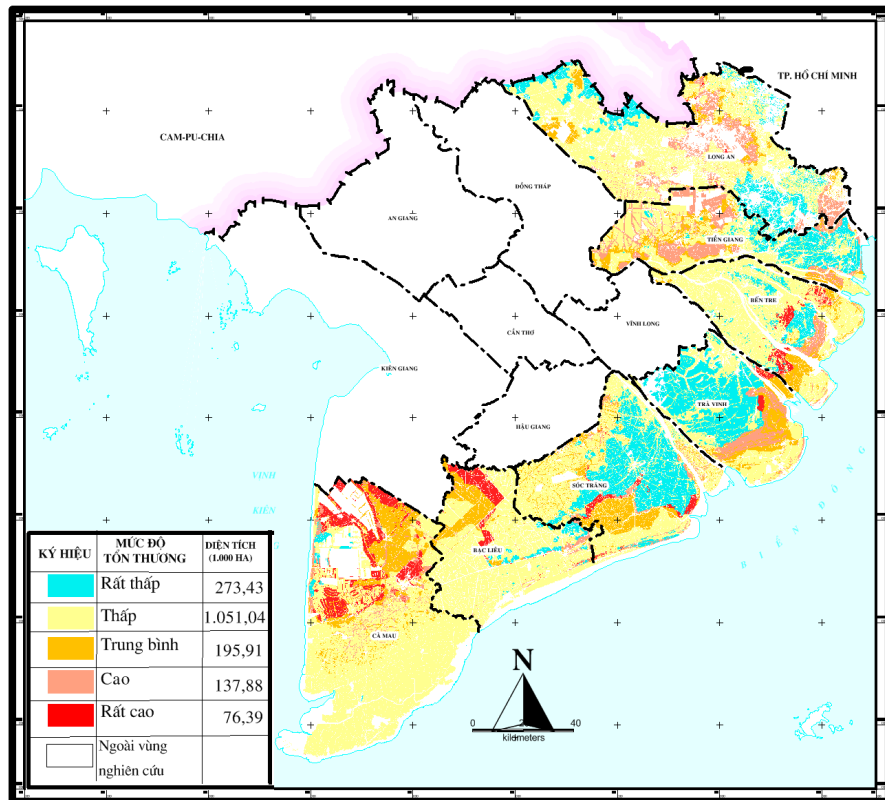 TP. HỒ CHÍ MINH
CAM-PU-CHIA
LONG AN
ĐỒNG THÁP
AN GIANG
TIỀN GIANG
BẾN TRE
VĨNH LONG
CẦN THƠ
KIÊN GIANG
TRÀ VINH
HẬU GIANG
SÓC TRĂNG
VỊNH
KIÊN
BIỂN ĐÔNG
BẠC LIÊU
CÀ MAU
KÝ HIỆU MỨC ĐỘ TỔN THƯƠNG DIỆN TÍCH (1.000 HA)
Rất thấp 273,43
Thấp 1.051,04
Trung bình 195,91
Cao 137,88
Rất cao 76,39
Ngoài vùng
nghiên cứu
N
0 20 40
kilometers